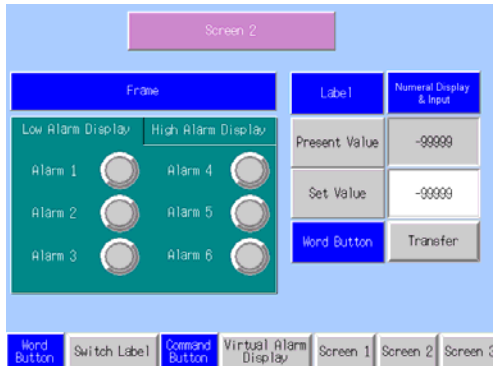 Screen 2
Frame
Label
Numeral Display
& Input
Low Alarm Display
High Alarm Display
Present Value
-99999
Alarm 1
Alarm 4
Set Value
-99999
Alarm 2
Alarm 5
Word Button
Transfer
Alarm 3
Alarm 6
Word
Button
Switch Label
Command
Button
Virtual Alarm
Display
Screen 1
Screen 2
Screen 3